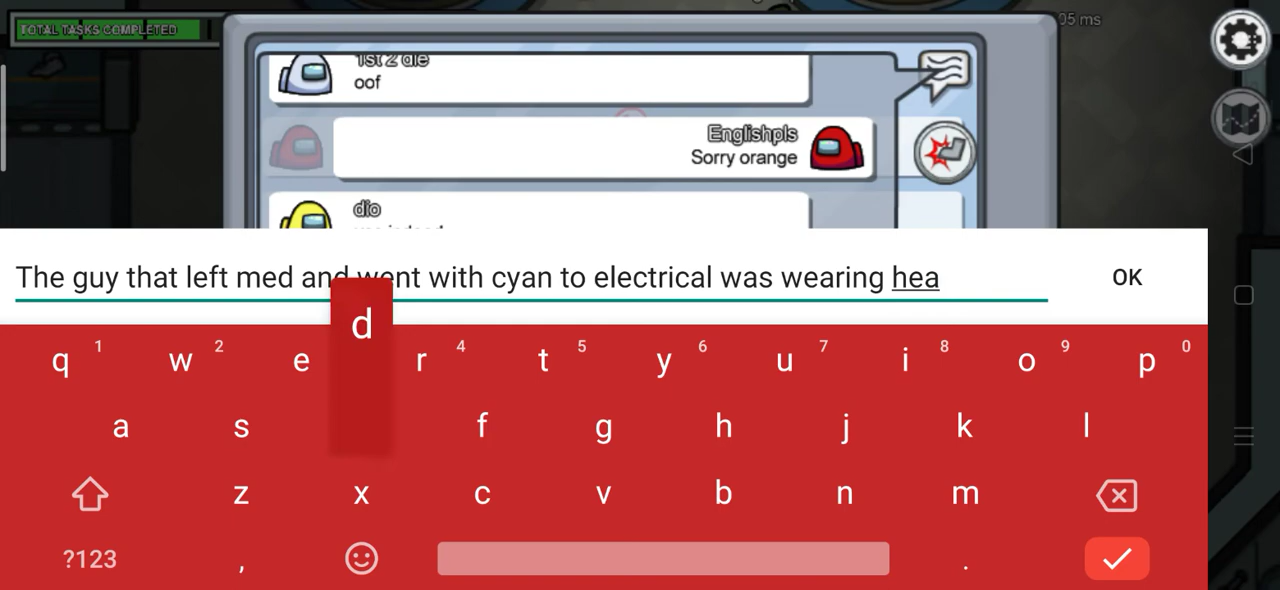 TOTAL TASKS COMPLETED
05 ms
1st 2 die
oof
Englishpls
Sorry orange
dio
The guy that left med and went with cyan to electrical was wearing hea
OK
d
q 1 w 2 e r 4 t 5 y 6 u 7 i 8 o 9 p 0
a s f g h j k l
z x c v b n m
?123 , .